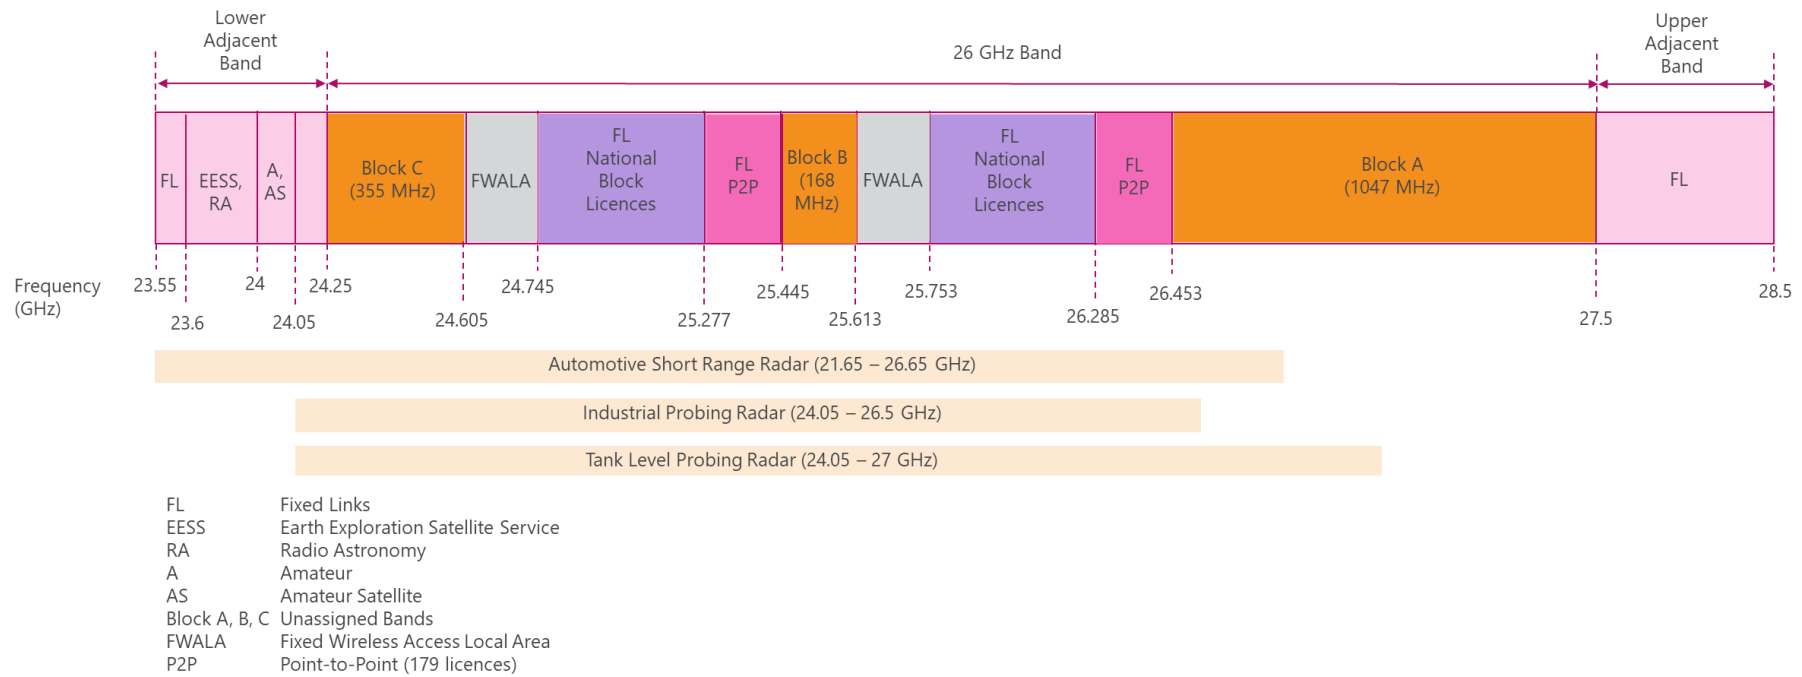 Lower
Adjacent
Band
26 GHz Band
Upper
Adjacent
Band
FL
EESS,
RA
A,
AS
Block C
(355 MHz)
FWALA
FL
National
Block
Licences
FL
P2P
Block B
(168
MHz)
FWALA
FL
National
Block
Licences
FL
P2P
Block A
(1047 MHz)
FL
Frequency
(GHz)
23.55
23.6
24
24.05
24.25
24.605
24.745
25.277
25.445
25.613
25.753
26.285
26.453
27.5
28.5
Automotive Short Range Radar (21.65 – 26.65 GHz)
Industrial Probing Radar (24.05 – 26.5 GHz)
Tank Level Probing Radar (24.05 – 27 GHz)
FL Fixed Links
EESS Earth Exploration Satellite Service
RA Radio Astronomy
A Amateur
AS Amateur Satellite
Block A, B, C Unassigned Bands
FWALA Fixed Wireless Access Local Area
P2P Point-to-Point (179 licences)